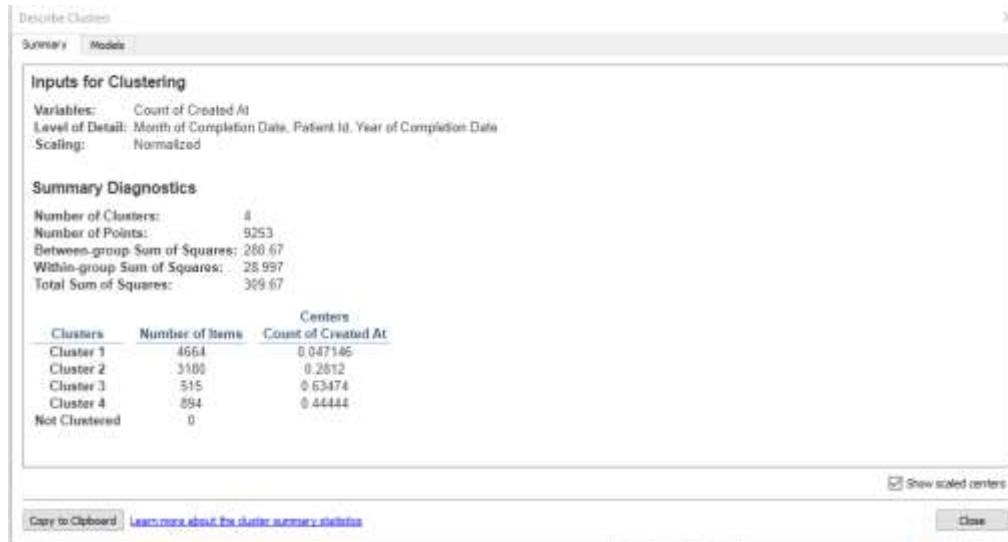 Describe Clusters
Summary Models
Inputs for Clustering
Variables: Count of Created At
Level of Detail: Month of Completion Date, Patient Id, Year of Completion Date
Scaling: Normalized
Summary Diagnostics
Number of Clusters: 4
Number of Points: 9253
Between-group Sum of Squares: 280.67
Within-group Sum of Squares: 28.997
Total Sum of Squares: 309.67
Centers
Clusters Number of Items Count of Created At
Cluster 1 4664 0.047146
Cluster 2 3180 0.2812
Cluster 3 515 0.63474
Cluster 4 894 0.44444
Not Clustered 0
Show scaled centers
Copy to Clipboard Learn more about the cluster summary statistics Close